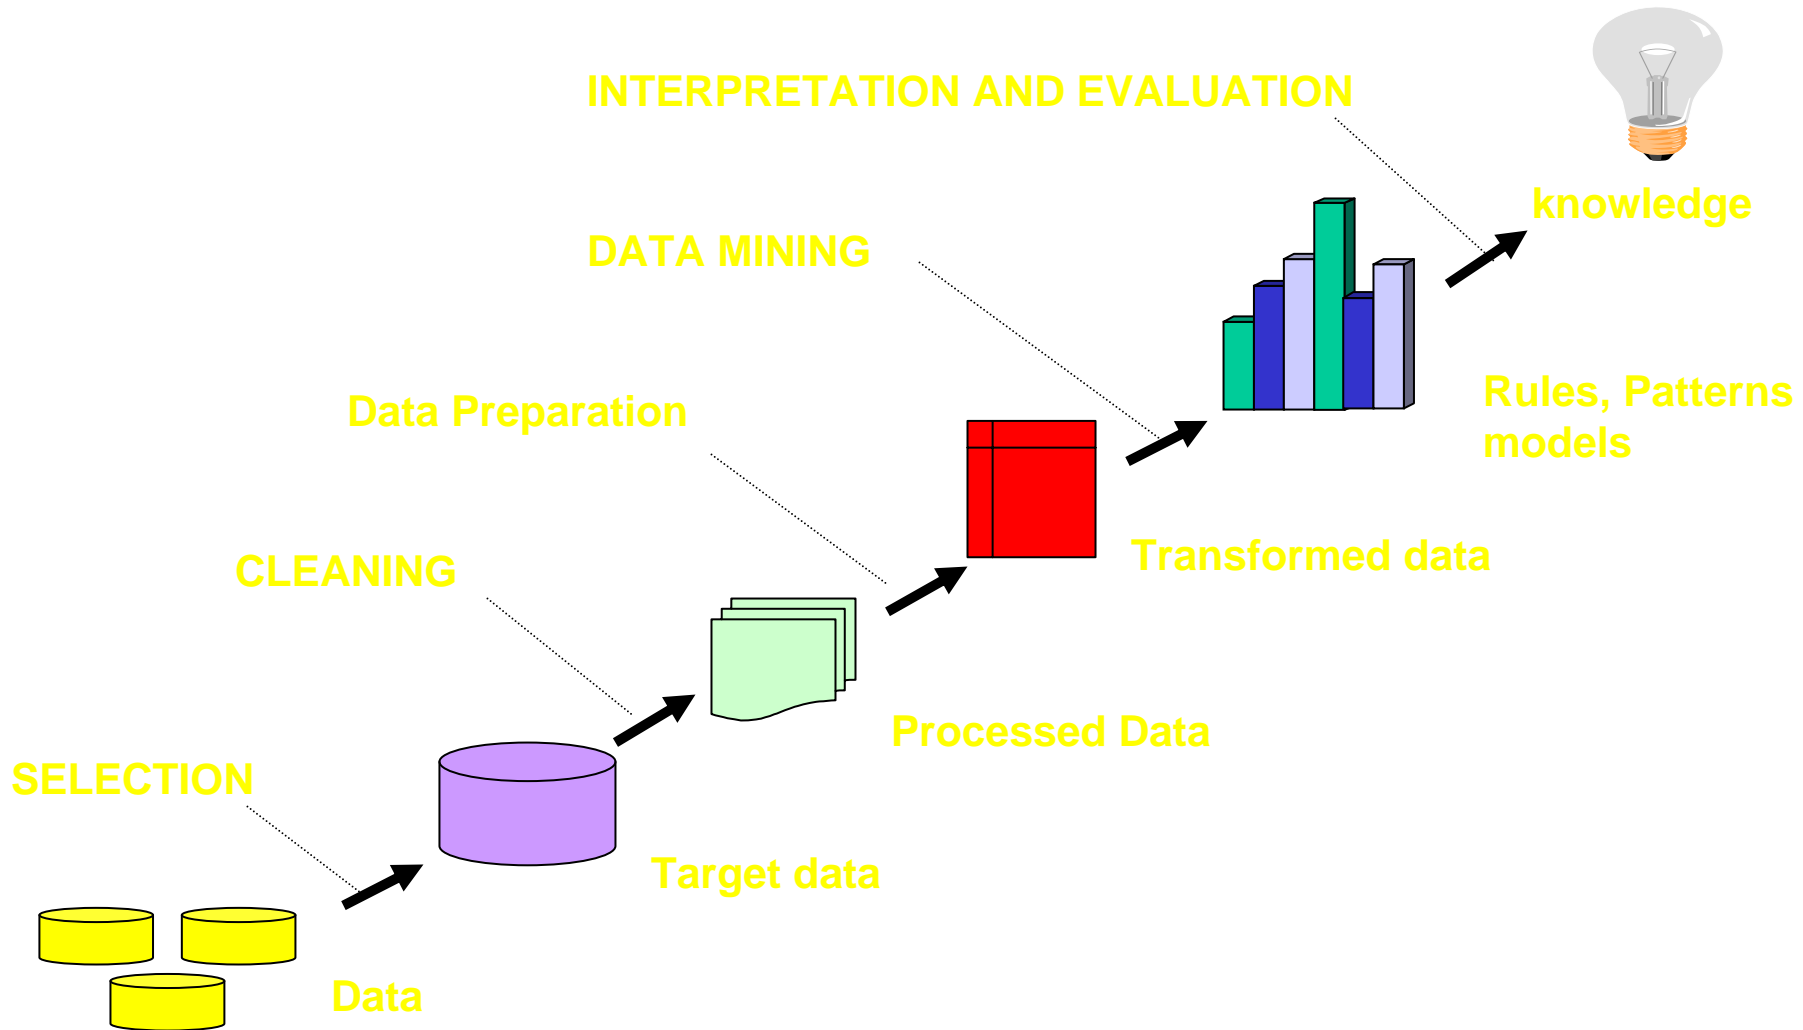 INTERPRETATION AND EVALUATION
knowledge
DATA MINING
Rules, Patterns
models
Data Preparation
Transformed data
CLEANING
Processed Data
SELECTION
Target data
Data